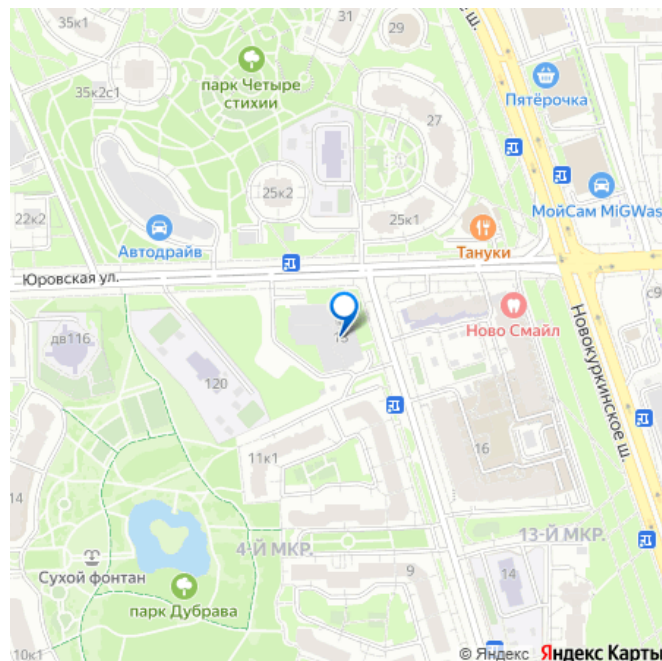 35к1
31
29
ш.
35к2с1
парк Четыре
стихии
Пятёрочка
27
25к2
МойСам MiGWas
22к2
25к1
Автодрайв
Тануки
Юровская ул.
с9
Ново Смайл
дв116
15
120
Новокуркинское ш.
11к1
16
14
4-Й МКР.
13-Й МКР.
Сухой фонтан
9
14
парк Дубрава
10к1
© Яндекс Яндекс Карты